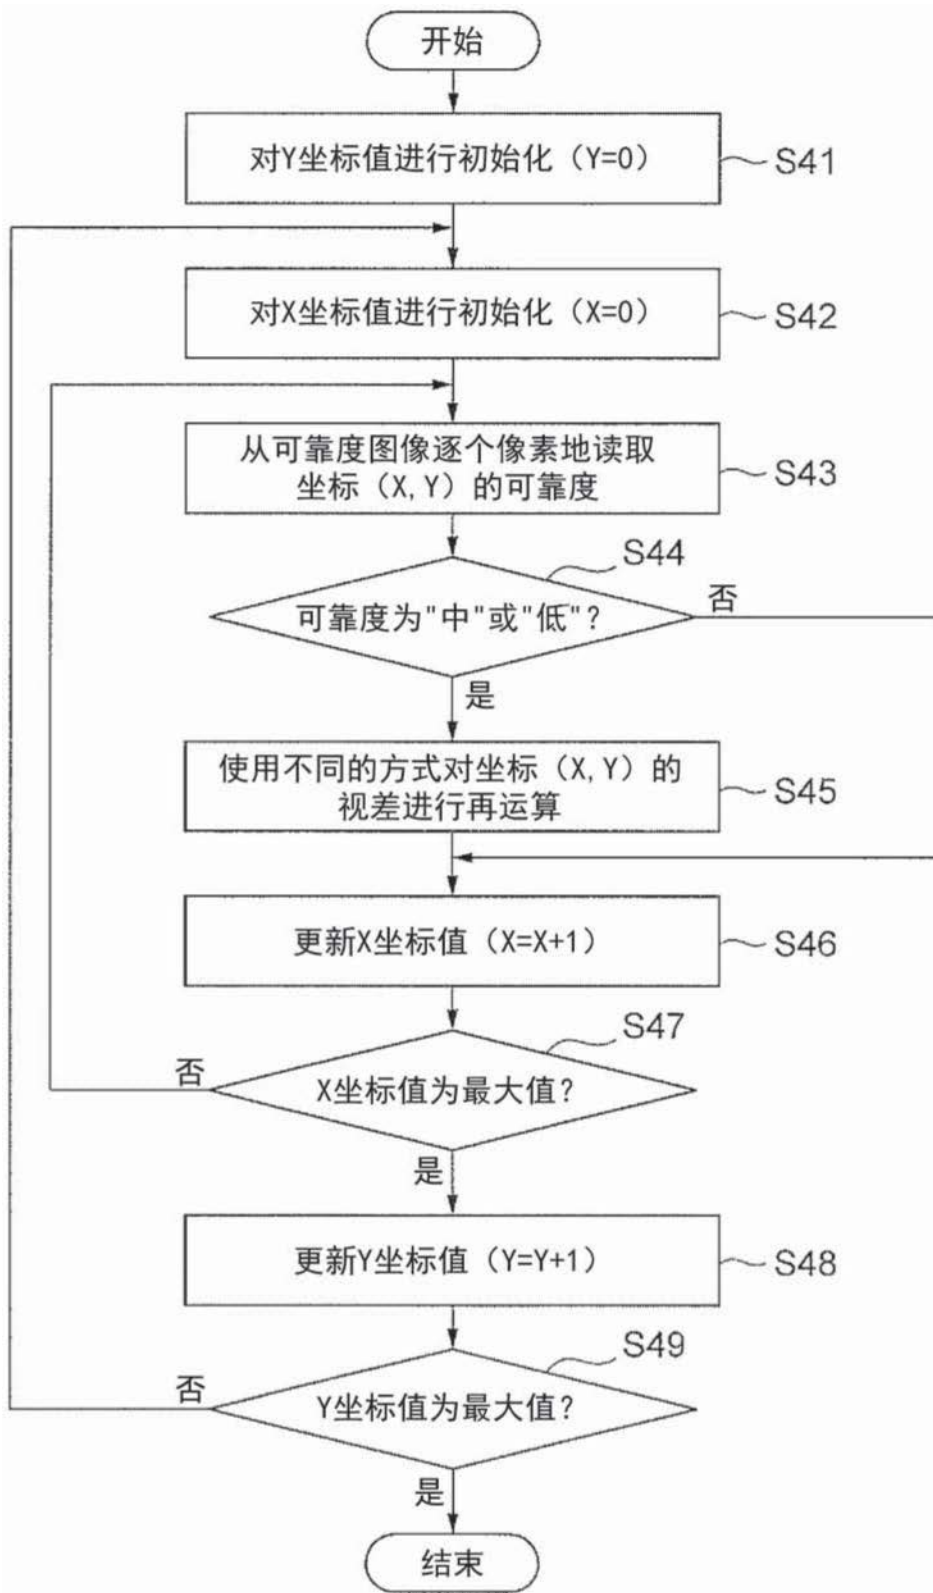 开始
对Y坐标值进行初始化（Y=0）
S41
对X坐标值进行初始化（X=0）
S42
从可靠度图像逐个像素地读取
坐标（X,Y）的可靠度
S43
S44
可靠度为"中"或"低"？
否
是
使用不同的方式对坐标（X,Y）的
视差进行再运算
S45
更新X坐标值（X=X+1）
S46
S47
X坐标值为最大值？
否
是
更新Y坐标值（Y=Y+1）
S48
S49
Y坐标值为最大值？
否
是
结束